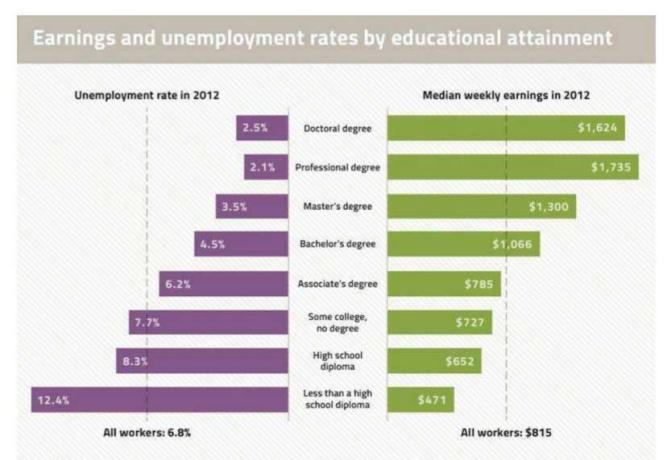 Earnings and unemployment rates by educational attainment
Unemployment rate in 2012
Median weekly earnings in 2012
2.5% Doctoral degree $1,624
2.1% Professional degree $1,735
3.5% Master's degree $1,300
4.5% Bachelor's degree $1,066
6.2% Associate's degree $785
7.7% Some college, $727
no degree
8.3% High school $652
diploma
12.4% Less than a high $471
school diploma
All workers: 6.8%
All workers: $815